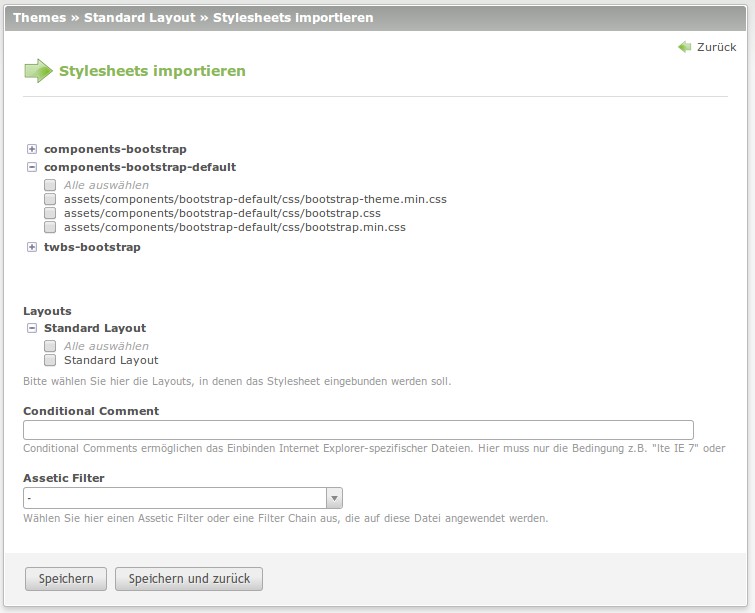 Themes » Standard Layout » Stylesheets importieren
Zurück
Stylesheets importieren
components-bootstrap
components-bootstrap-default
Alle auswählen
assets/components/bootstrap-default/css/bootstrap-theme.min.css
assets/components/bootstrap-default/css/bootstrap.css
assets/components/bootstrap-default/css/bootstrap.min.css
twbs-bootstrap
Layouts
Standard Layout
Alle auswählen
Standard Layout
Bitte wählen Sie hier die Layouts, in denen das Stylesheet eingebunden werden soll.
Conditional Comment
Conditional Comments ermöglichen das Einbinden Internet Explorer-spezifischer Dateien. Hier muss nur die Bedingung z.B. "lte IE 7" oder
Assetic Filter
-
Wählen Sie hier einen Assetic Filter oder eine Filter Chain aus, die auf diese Datei angewendet werden.
Speichern
Speichern und zurück